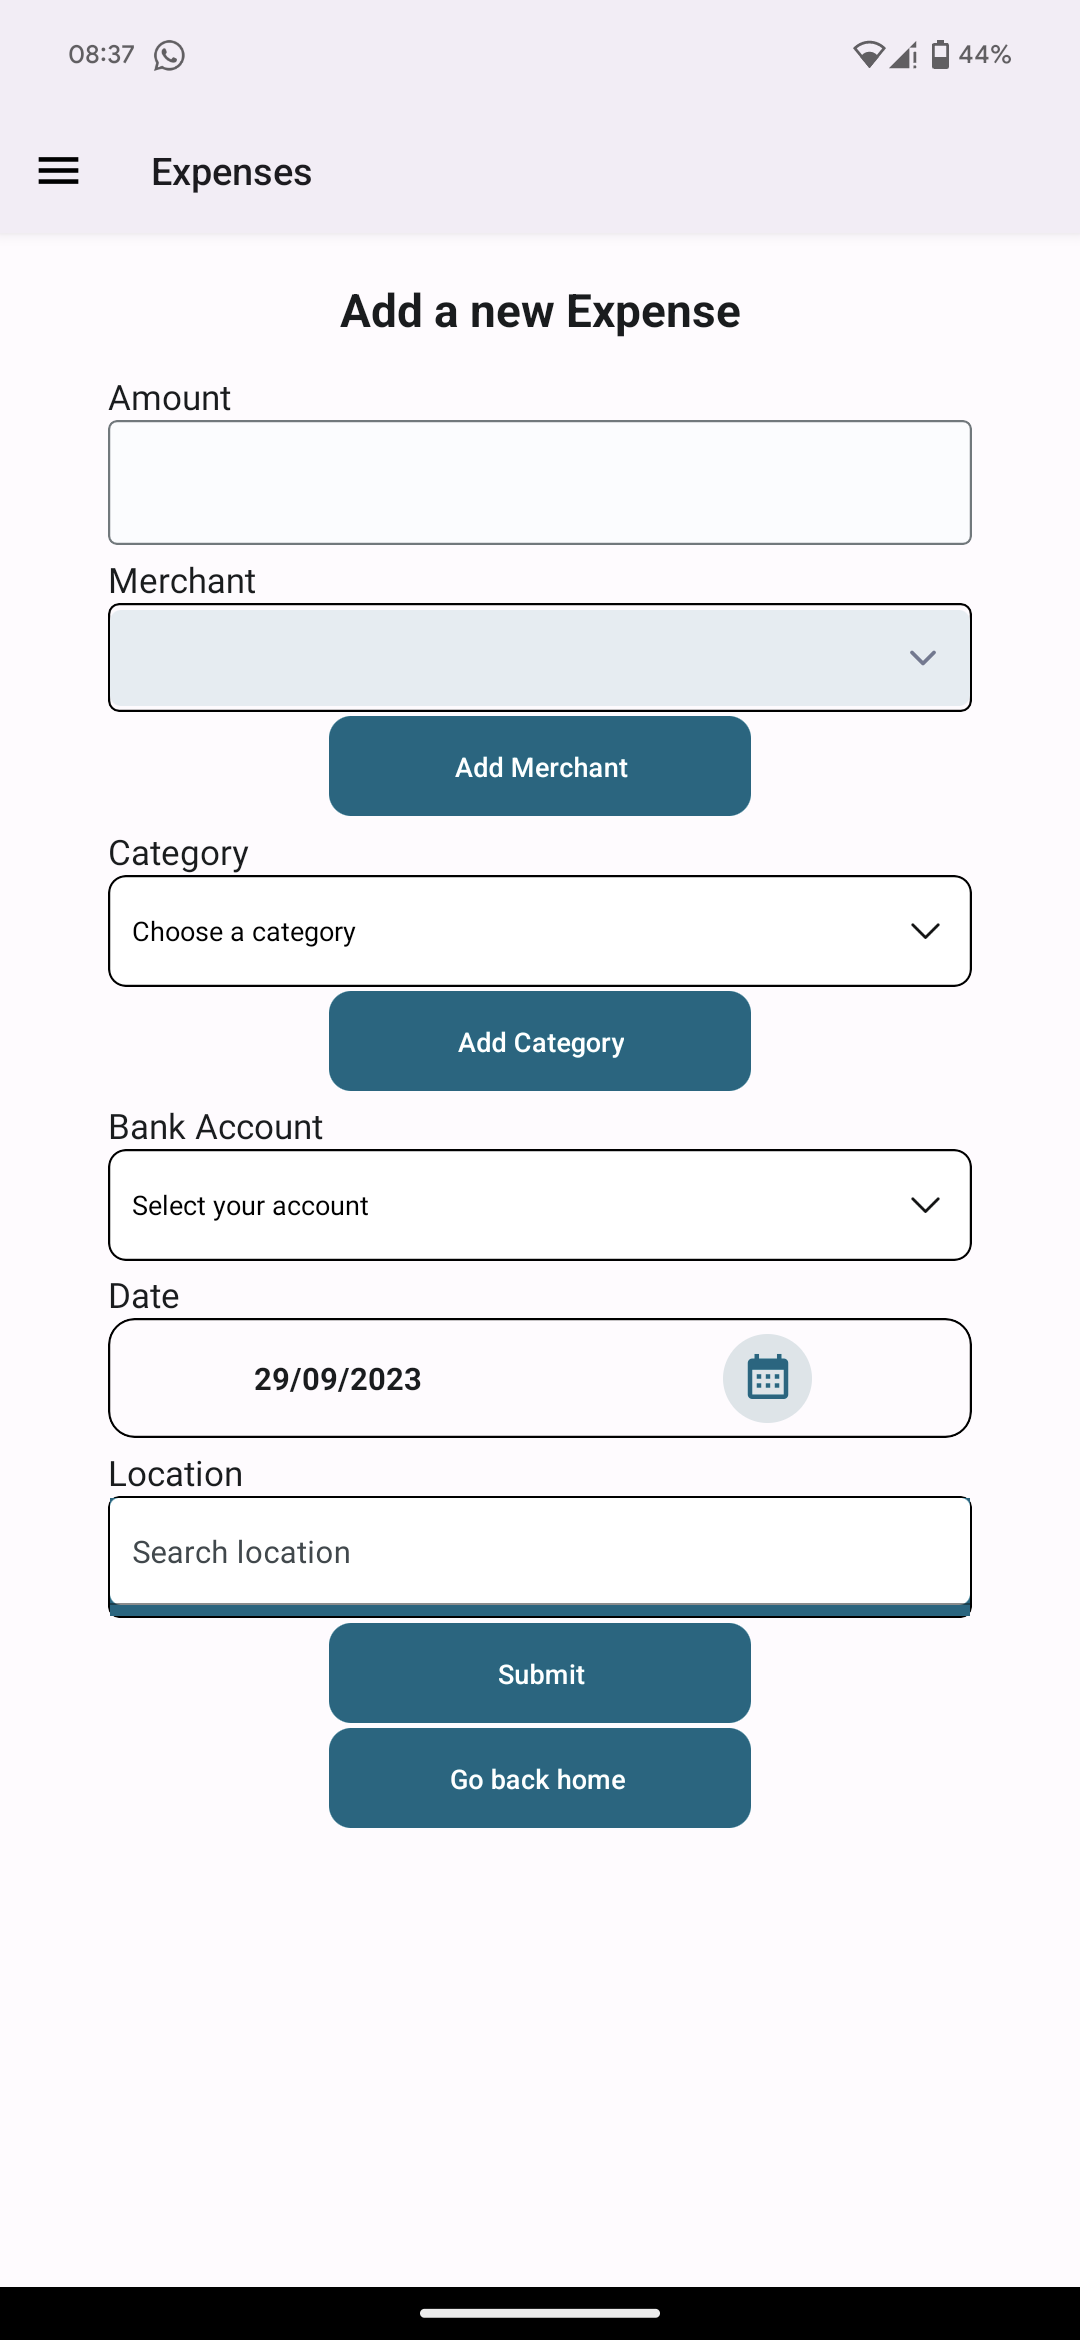 08:37
44%
Expenses
Add a new Expense
Amount
Merchant
Add Merchant
Category
Choose a category
Add Category
Bank Account
Select your account
Date
29/09/2023
Location
Search location
Submit
Go back home